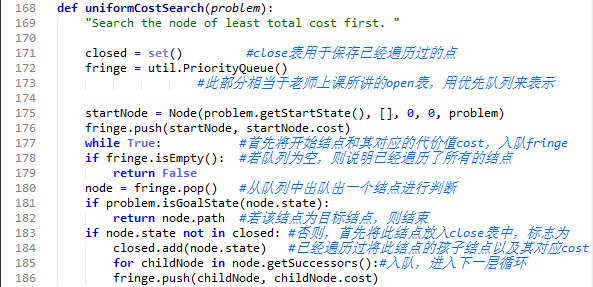 168 def uniformCostSearch(problem):
169 "Search the node of least total cost first. "
170
171 closed = set() #close表用于保存已经遍历过的点
172 fringe = util.PriorityQueue()
173 #此部分相当于老师上课所讲的open表，用优先队列来表示
174
175 startNode = Node(problem.getStartState(), [], 0, 0, problem)
176 fringe.push(startNode, startNode.cost)
177 while True: #首先将开始结点和其对应的代价值cost，入队fringe
178 if fringe.isEmpty(): #若队列为空，则说明已经遍历了所有的结点
179 return False
180 node = fringe.pop() #从队列中出队出一个结点进行判断
181 if problem.isGoalState(node.state):
182 return node.path #若该结点为目标结点，则结束
183 if node.state not in closed: #否则，首先将此结点放入close表中，标志为
184 closed.add(node.state) #已经遍历过将此结点的孩子结点以及其对应cost
185 for childNode in node.getSuccessors():#入队，进入下一层循环
186 fringe.push(childNode, childNode.cost)